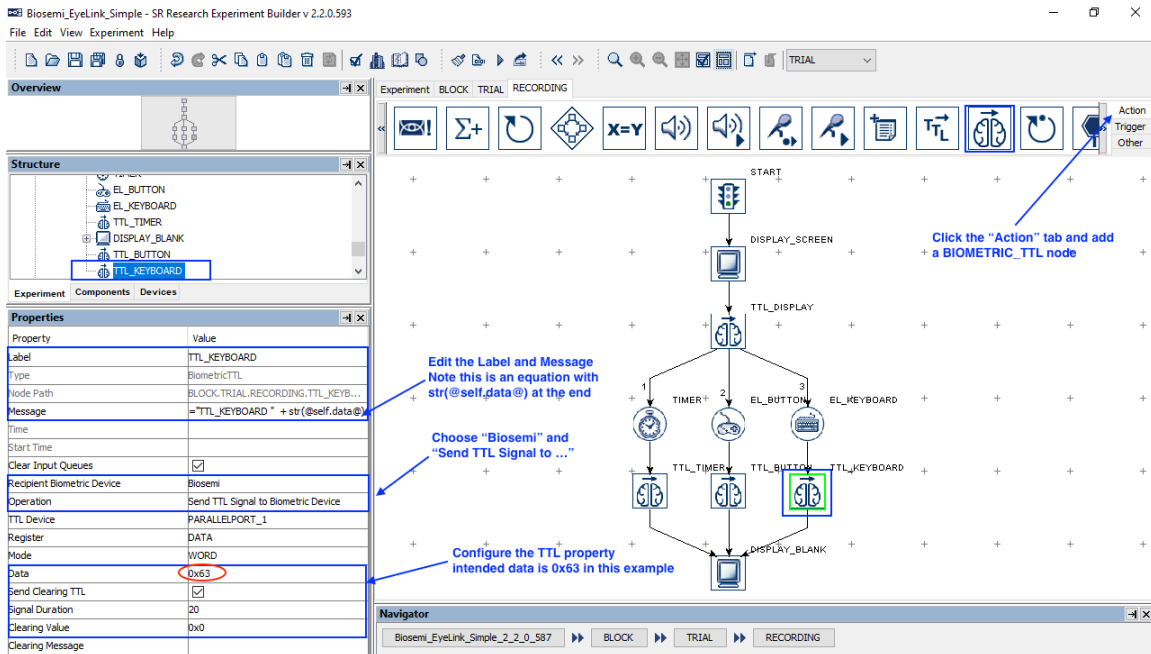 Biosemi_EyeLink_Simple - SR Research Experiment Builder v 2.2.0.593
File Edit View Experiment Help
TRIAL
Overview
Experiment BLOCK TRIAL RECORDING
X=Y
TTL
Action
Trigger
Other
Structure
TIMER
EL_BUTTON
EL_KEYBOARD
TTL_TIMER
DISPLAY_BLANK
TTL_BUTTON
TTL_KEYBOARD
Experiment Components Devices
Properties
Property Value
Label TTL_KEYBOARD
Type BiometricTTL
Node Path BLOCK.TRIAL.RECORDING.TTL_KEYB...
Message ="TTL_KEYBOARD " + str(@self.data@)
Time
Start Time
Clear Input Queues
Recipient Biometric Device Biosemi
Operation Send TTL Signal to Biometric Device
TTL Device PARALLELPORT_1
Register DATA
Mode WORD
Data 0x63
Send Clearing TTL
Signal Duration 20
Clearing Value 0x0
Clearing Message
START
DISPLAY_SCREEN
TTL_DISPLAY
1 2 3
TIMER EL_BUTTON EL_KEYBOARD
TTL_TIMER TTL_BUTTON TTL_KEYBOARD
DISPLAY_BLANK
Click the “Action” tab and add
a BIOMETRIC_TTL node
Edit the Label and Message
Note this is an equation with
str(@self.data@) at the end
Choose “Biosemi” and
“Send TTL Signal to ...”
Configure the TTL property
intended data is 0x63 in this example
Navigator
Biosemi_EyeLink_Simple_2_2_0_587 BLOCK TRIAL RECORDING